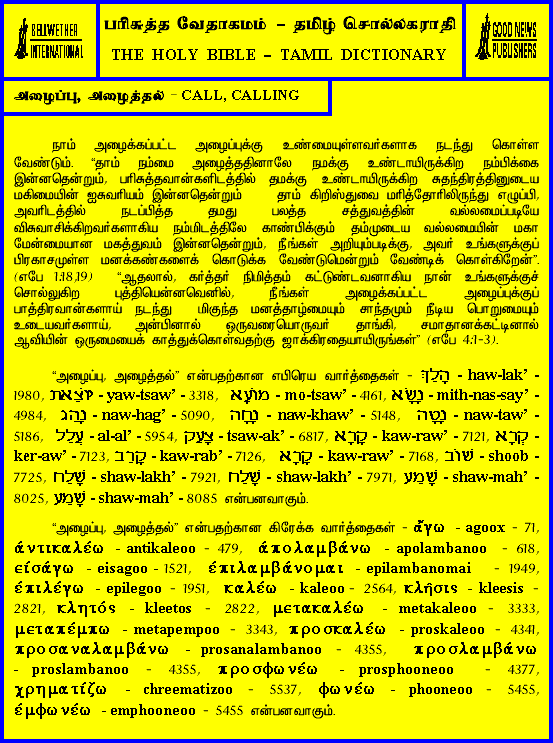 BELLWETHER
INTERNATIONAL
பரிசுத்த வேதாகமம் – தமிழ் சொல்லகராதி
THE HOLY BIBLE – TAMIL DICTIONARY
GOOD NEWS
PUBLISHERS
அழைப்பு, அழைத்தல் – CALL, CALLING
நாம் அழைக்கப்பட்ட அழைப்புக்கு உண்மையுள்ளவர்களாக நடந்து கொள்ள
வேண்டும். “தாம் நம்மை அழைத்ததினாலே நமக்கு உண்டாயிருக்கிற நம்பிக்கை
இன்னதென்றும், பரிசுத்தவான்களிடத்தில் தமக்கு உண்டாயிருக்கிற சுதந்திரத்தினுடைய
மகிமையின் ஐசுவரியம் இன்னதென்றும் தாம் கிறிஸ்துவை மரித்தோரிலிருந்து எழுப்பி,
அவரிடத்தில் நடப்பித்த தமது பலத்த சத்துவத்தின் வல்லமைப்படியே
விசுவாசிக்கிறவர்களாகிய நம்மிடத்திலே காண்பிக்கும் தம்முடைய வல்லமையின் மகா
மேன்மையான மகத்துவம் இன்னதென்றும், நீங்கள் அறியும்படிக்கு, அவர் உங்களுக்குப்
பிரகாசமுள்ள மனக்கண்களைக் கொடுக்க வேண்டுமென்றும் வேண்டிக் கொள்கிறேன்”.
(எபே 1:18,19) “ஆதலால், கர்த்தர் நிமித்தம் கட்டுண்டவனாகிய நான் உங்களுக்குச்
சொல்லுகிற புத்தியென்னவெனில், நீங்கள் அழைக்கப்பட்ட அழைப்புக்குப்
பாத்திரவான்களாய் நடந்து மிகுந்த மனத்தாழ்மையும் சாந்தமும் நீடிய பொறுமையும்
உடையவர்களாய், அன்பினால் ஒருவரையொருவர் தாங்கி, சமாதானக்கட்டினால்
ஆவியின் ஒருமையைக் காத்துக்கொள்வதற்கு ஜாக்கிரதையாயிருங்கள்” (எபே 4:1-3).
“அழைப்பு, அழைத்தல்” என்பதற்கான எபிரெய வார்த்தைகள் - הָלַךְ - haw-lak’ -
1980, - yaw-tsaw’ - 3318, - mo-tsaw’ - 4161, - mith-nas-say’ -
4984, נָהַג - naw-hag’ - 5090, נָחָה - naw-khaw’ - 5148, נָטָה - naw-taw’ -
5186, עָלַל - al-al’ - 5954, צָעַק - tsaw-ak’ - 6817, קָרָא - kaw-raw’ - 7121, קְרָא -
ker-aw’ - 7123, קָרַב - kaw-rab’ - 7126, קָרָא - kaw-raw’ - 7168, שׁוּב - shoob -
7725, שָׁלַח - shaw-lakh’ - 7921, שָׁלַח - shaw-lakh’ - 7971, שָׁמַע - shaw-mah’ -
8025, שָׁמַע - shaw-mah’ - 8085 என்பனவாகும்.
“அழைப்பு, அழைத்தல்” என்பதற்கான கிரேக்க வார்த்தைகள் - ἄγω - agoox - 71,
ἀντικαλέω - antikaleoo - 479, ἀπολαμβάνω - apolambanoo - 618,
εἰσάγω - eisagoo - 1521, ἐπιλαμβάνομαι - epilambanomai - 1949,
ἐπιλέγω - epilegoo - 1951, καλέω - kaleoo - 2564, κλῆσις - kleesis -
2821, κλητός - kleetos - 2822, μετακαλέω - metakaleoo - 3333,
μεταπέμπω - metapempoo - 3343, προσκαλέω - proskaleoo - 4341,
προσαναλαμβάνω - prosanalambanoo - 4355, προσλαμβάνω
- proslambanoo - 4355, προσφωνέω - prosphooneoo - 4377,
χρηματίζω - chreematizoo - 5537, φωνέω - phooneoo - 5455,
ἐμφωνέω - emphooneoo - 5455 என்பனவாகும்.